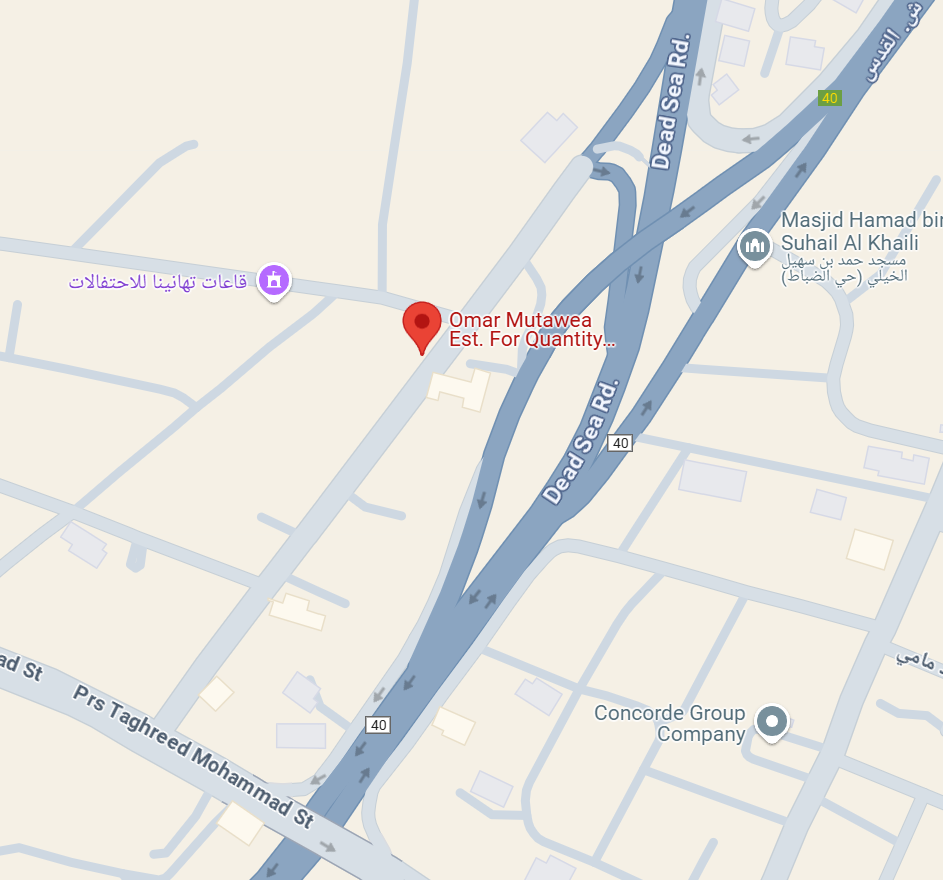 ش. القدس
Dead Sea Rd.
40
Masjid Hamad bin
Suhail Al Khaili
مسجد حمد بن سهيل
الخيلي (حي الضباط)
قاعات تهانينا للاحتفالات
Omar Mutawea
Est. For Quantity...
Dead Sea Rd.
40
ad St
Prs Taghreed Mohammad St
مامي
Concorde Group
Company
40